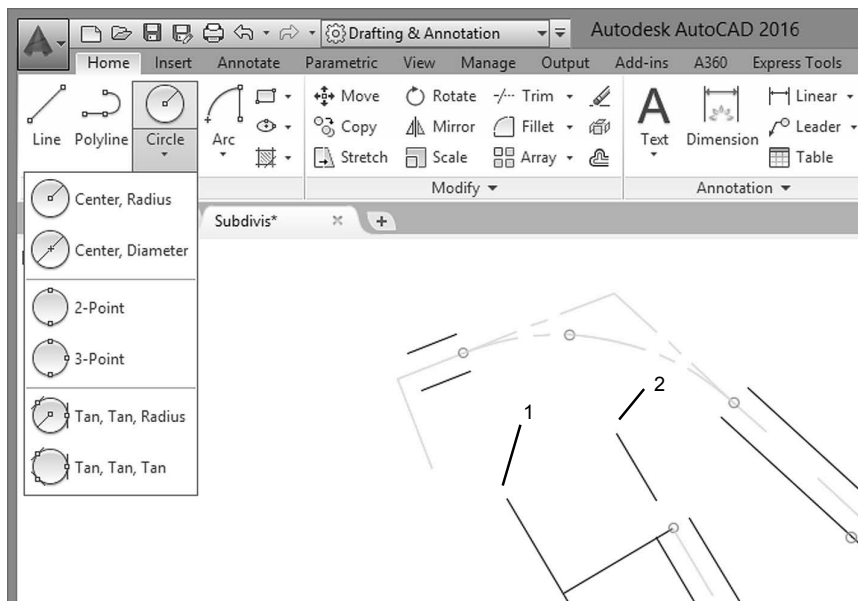 Drafting & Annotation Autodesk AutoCAD 2016
Home Insert Annotate Parametric View Manage Output Add-ins A360 Express Tools
Line Polyline Circle Arc
Move Rotate Trim
Copy Mirror Fillet
Stretch Scale Array
Text Dimension
Linear
Leader
Table
Modify Annotation
Center, Radius
Center, Diameter
2-Point
3-Point
Tan, Tan, Radius
Tan, Tan, Tan
Subdivis*
1
2